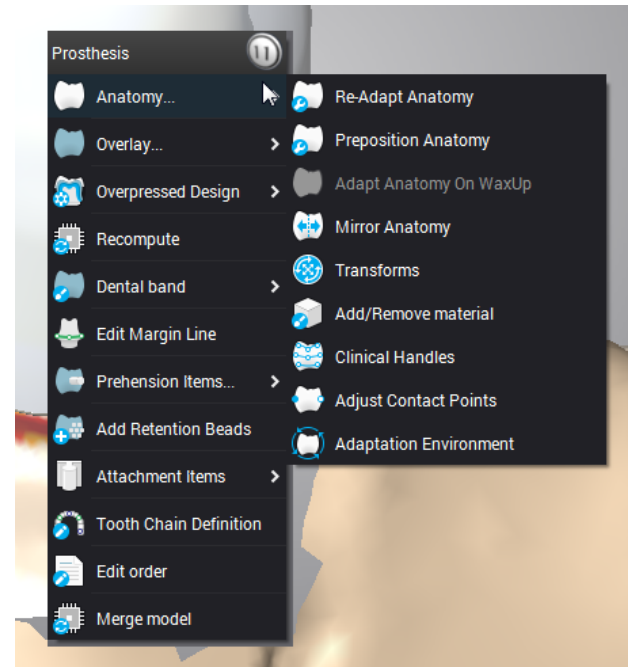 Prosthesis
11
Anatomy...
Overlay...
Overpressed Design
Recompute
Dental band
Edit Margin Line
Prehension Items...
Add Retention Beads
Attachment Items
Tooth Chain Definition
Edit order
Merge model
Re-Adapt Anatomy
Preposition Anatomy
Adapt Anatomy On WaxUp
Mirror Anatomy
Transforms
Add/Remove material
Clinical Handles
Adjust Contact Points
Adaptation Environment